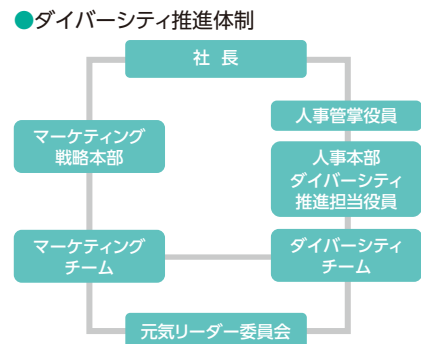 ●ダイバーシティ推進体制
社 長
人事管掌役員
マーケティング
戦略本部
人事本部
ダイバーシティ
推進担当役員
マーケティング
チーム
ダイバーシティ
チーム
元気リーダー委員会